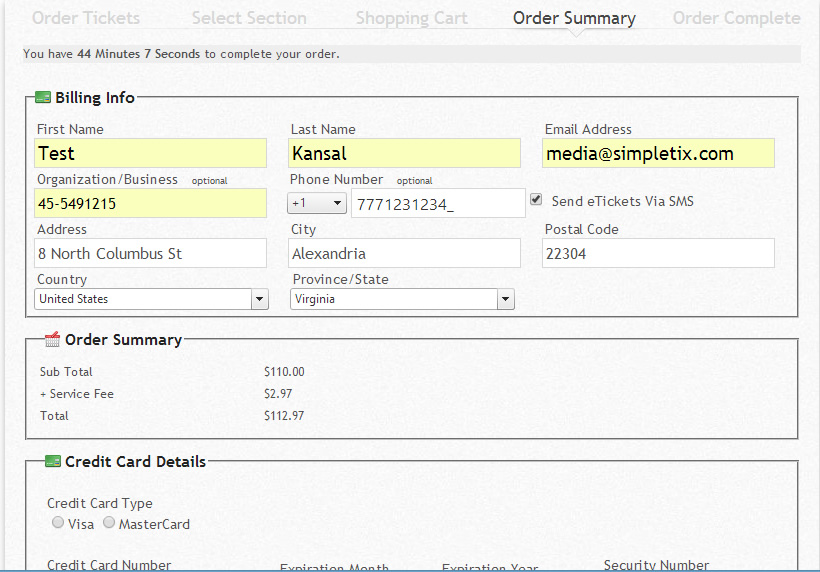 Order Tickets Select Section Shopping Cart Order Summary Order Complete
You have 44 Minutes 7 Seconds to complete your order.
Billing Info
First Name Last Name Email Address
Test Kansal media@simpletix.com
Organization/Business optional Phone Number optional
45-5491215 +1 7771231234_ Send eTickets Via SMS
Address City Postal Code
8 North Columbus St Alexandria 22304
Country Province/State
United States Virginia
Order Summary
Sub Total $110.00
+ Service Fee $2.97
Total $112.97
Credit Card Details
Credit Card Type
Visa MasterCard
Credit Card Number Expiration Month Expiration Year Security Number